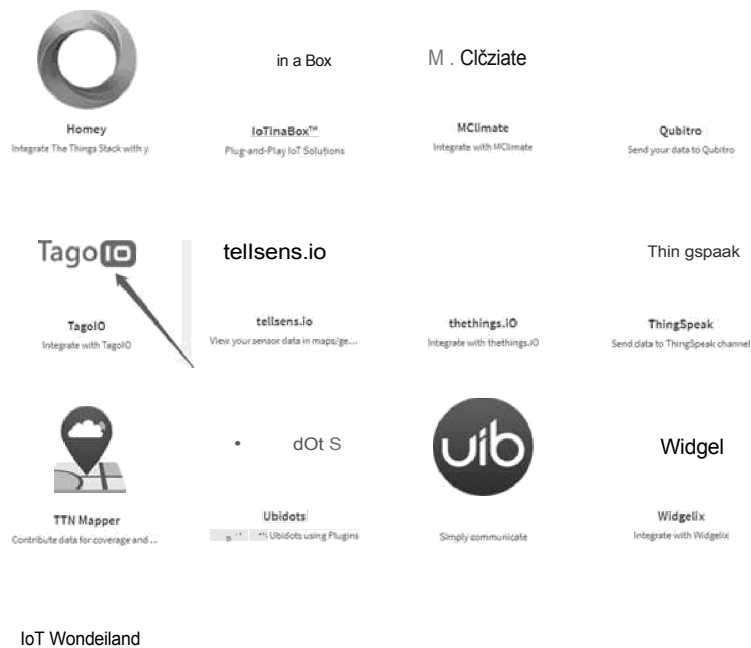 in a Box
M . Clčziate
Homey
Integrate The Things Stack with y
IoTinaBox™
Plug-and-Play IoT Solutions
MClimate
Integrate with MClimate
Qubitro
Send your data to Qubitro
Tago IO
tellsens.io
Thin gspaak
TagoIO
Integrate with TagoIO
tellsens.io
View your sensor data in maps/ge...
thethings.iO
Integrate with thethings.iO
ThingSpeak
Send data to ThingSpeak channel
• dOt S
uib
Widgel
TTN Mapper
Contribute data for coverage and ...
Ubidots
Ubidots using Plugins
Simply communicate
Widgelix
Integrate with Widgelix
IoT Wondeiland